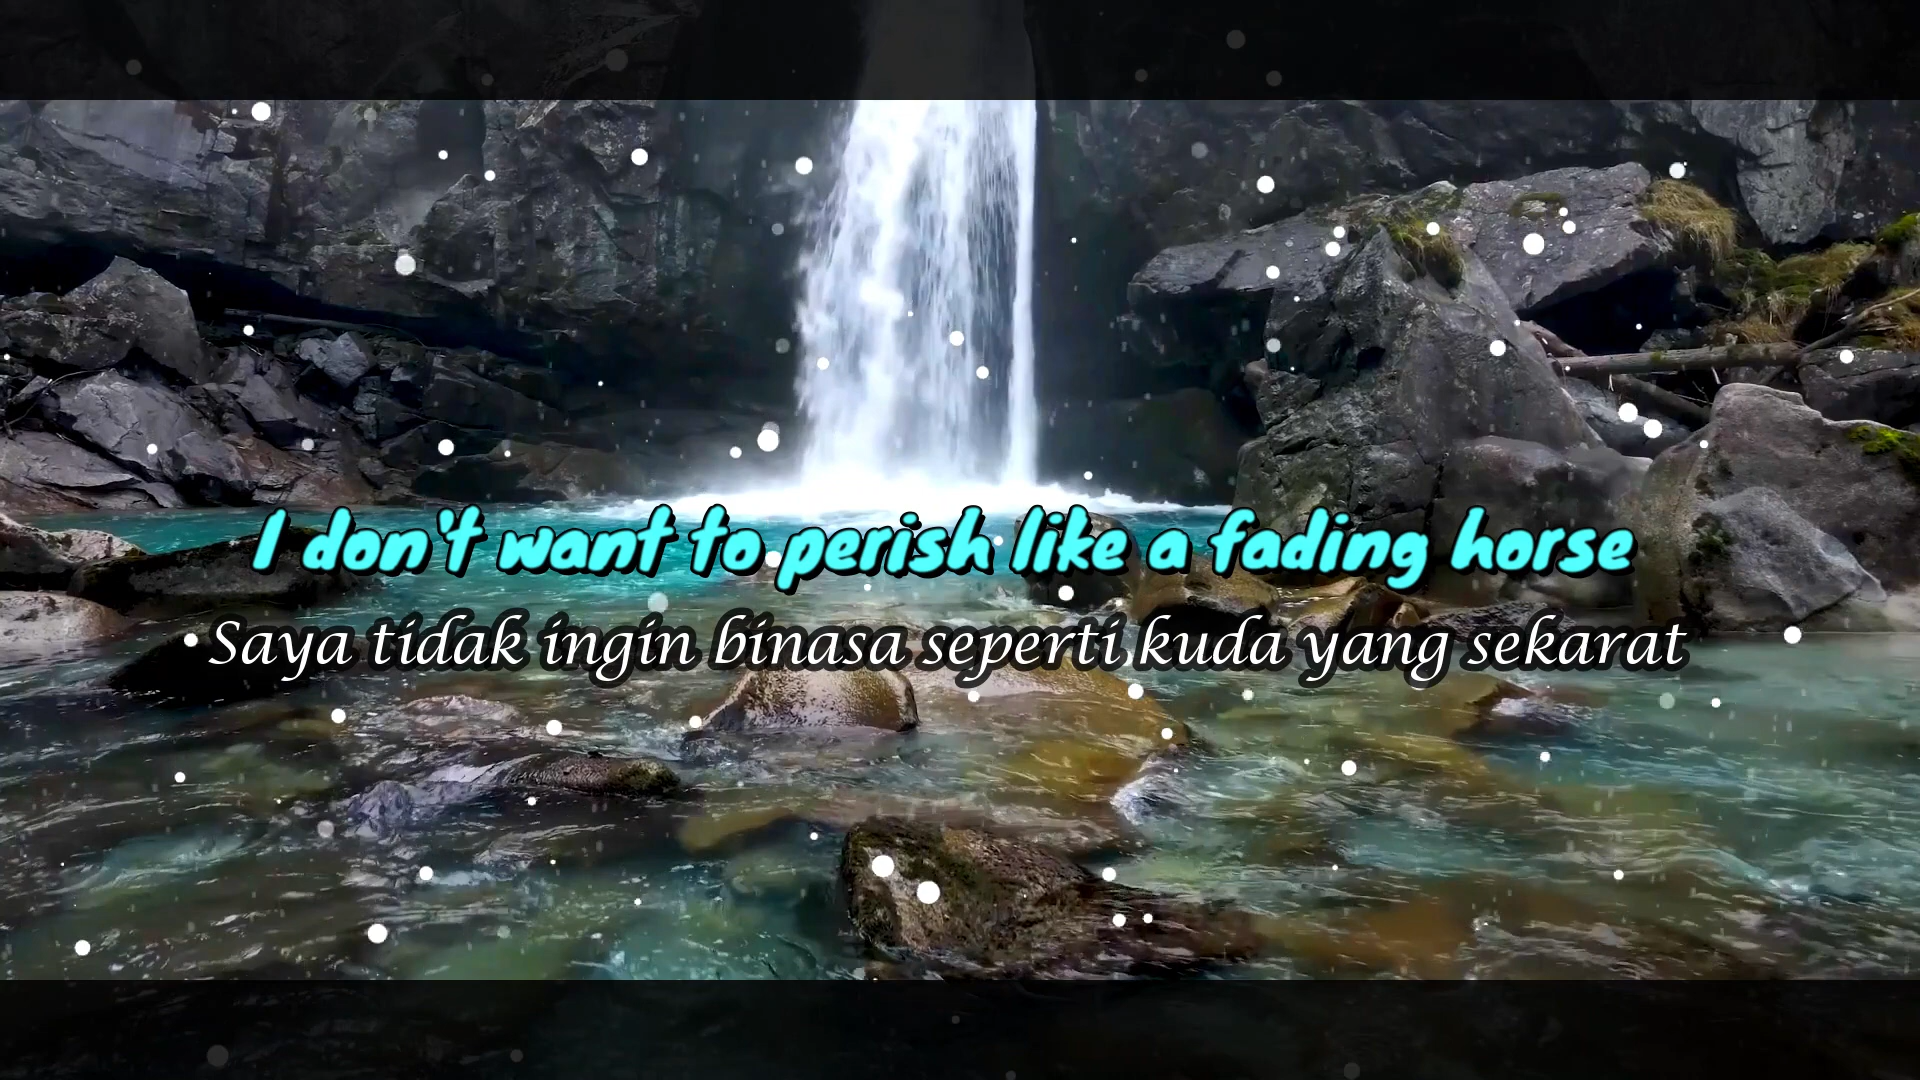 I don't want to perish like a fading horse
Saya tidak ingin binasa seperti kuda yang sekarat